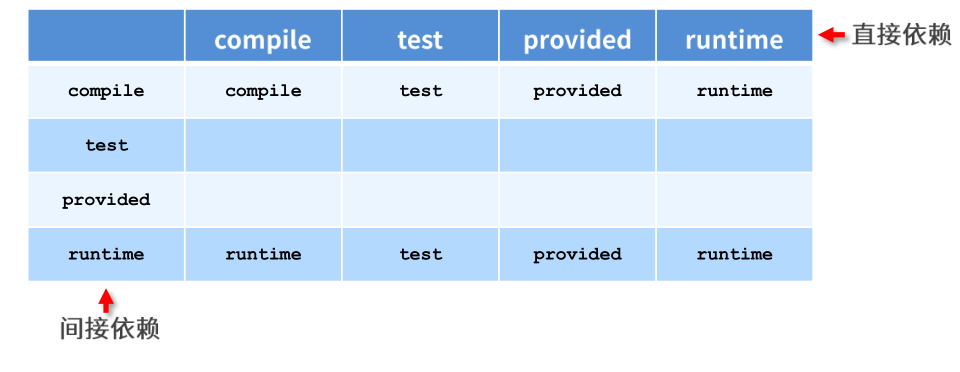 compile test provided runtime 直接依赖
compile compile test provided runtime
test
provided
runtime runtime test provided runtime
间接依赖